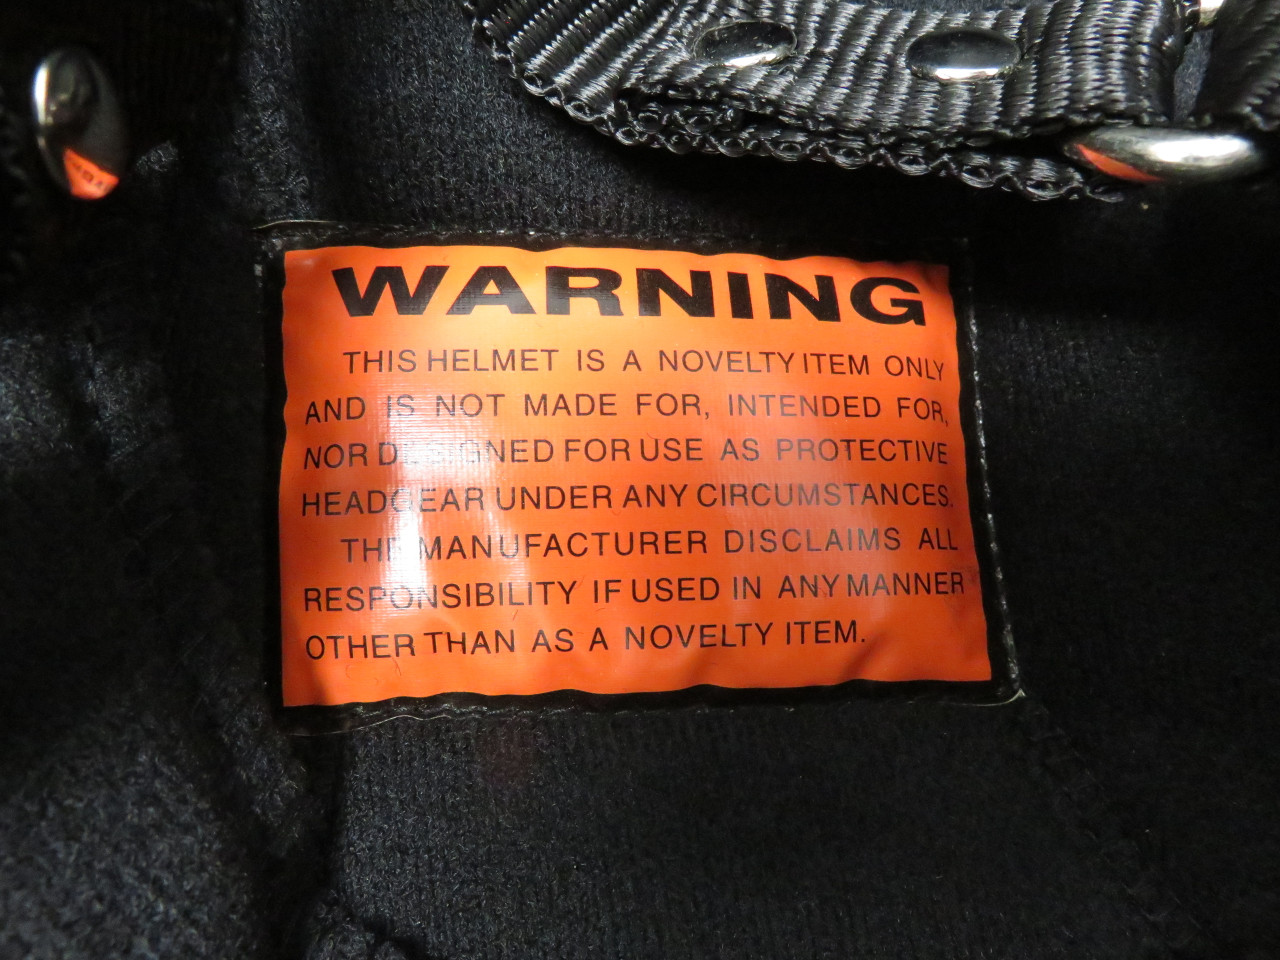 WARNING
THIS HELMET IS A NOVELTY ITEM ONLY
AND IS NOT MADE FOR, INTENDED FOR,
NOR DESIGNED FOR USE AS PROTECTIVE
HEADGEAR UNDER ANY CIRCUMSTANCES.
THE MANUFACTURER DISCLAIMS ALL
RESPONSIBILITY IF USED IN ANY MANNER
OTHER THAN AS A NOVELTY ITEM.